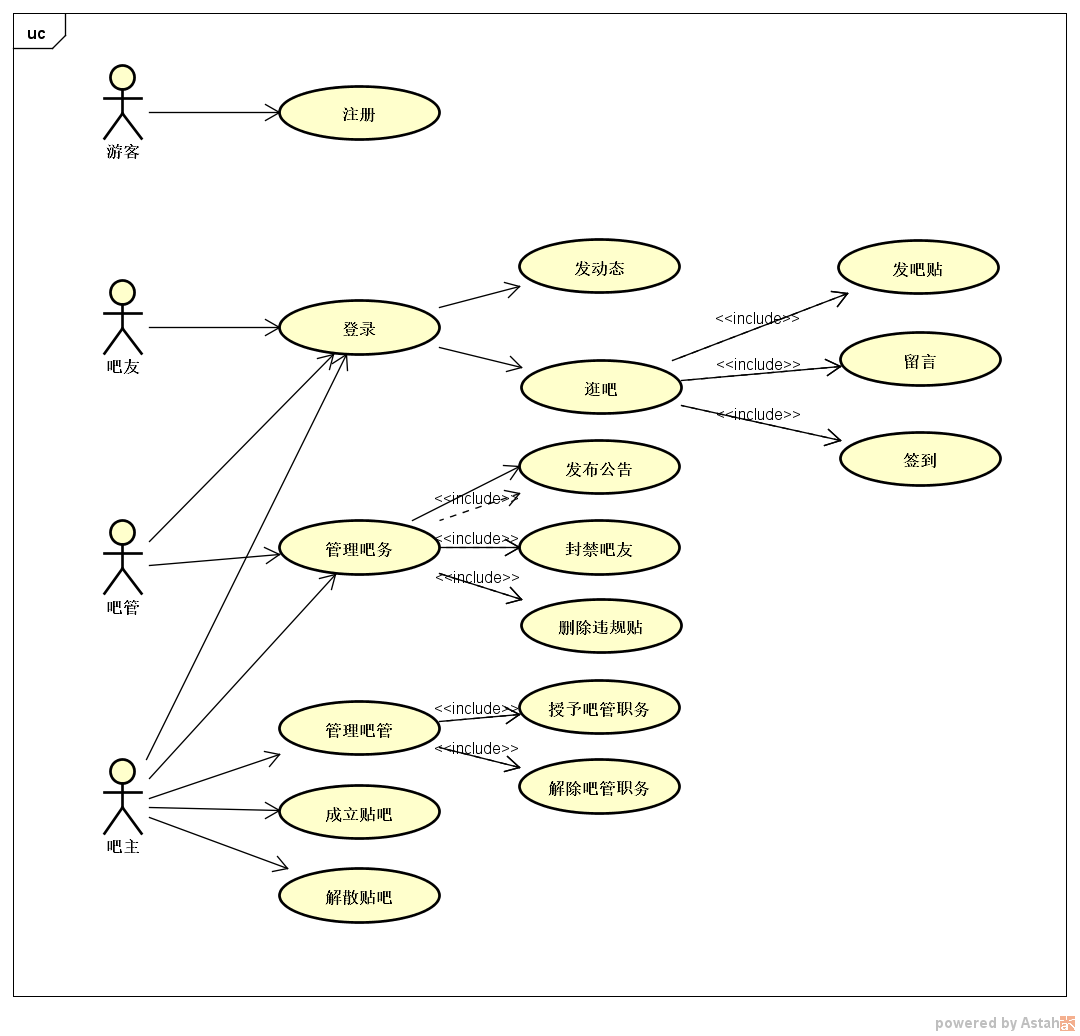 uc
注册
游客
发动态
发吧贴
<<include>>
登录
吧友
<<include>>
留言
逛吧
<<include>>
签到
发布公告
<<include>>
<<include>>
管理吧务
封禁吧友
<<include>>
吧管
删除违规贴
<<include>>
授予吧管职务
管理吧管
<<include>>
解除吧管职务
成立贴吧
吧主
解散贴吧
powered by Astah